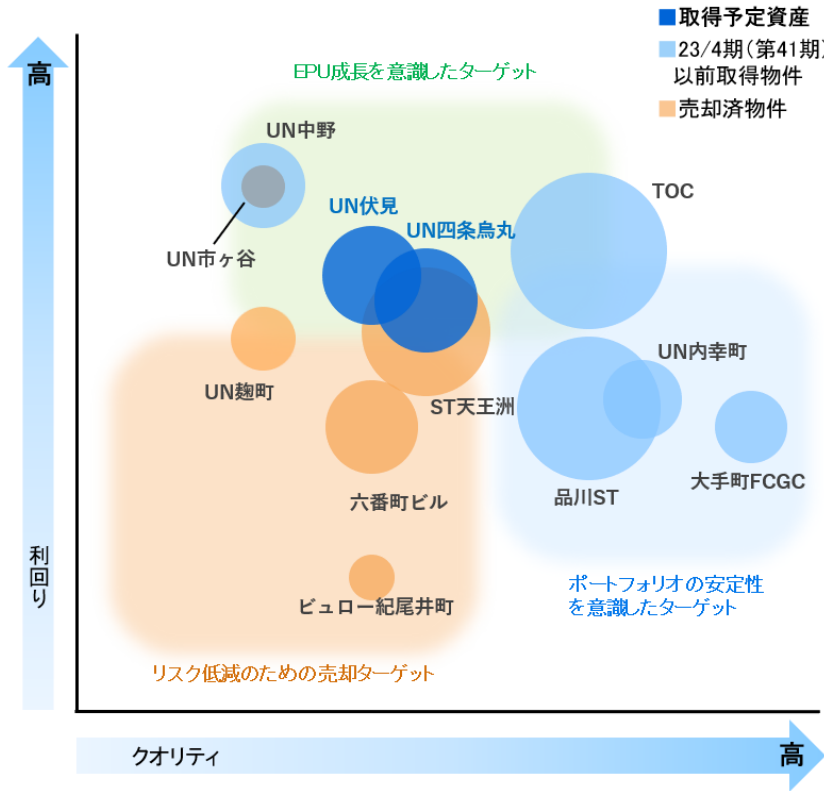 ■取得予定資産
■23/4期(第41期)
以前取得物件
■売却済物件
高
EPU成長を意識したターゲット
UN中野
UN市ヶ谷
UN伏見
UN四条烏丸
TOC
UN麹町
ST天王洲
UN内幸町
六番町ビル
品川ST
大手町FCGC
利回り
ビュロー紀尾井町
ポートフォリオの安定性
を意識したターゲット
リスク低減のための売却ターゲット
クオリティ
高